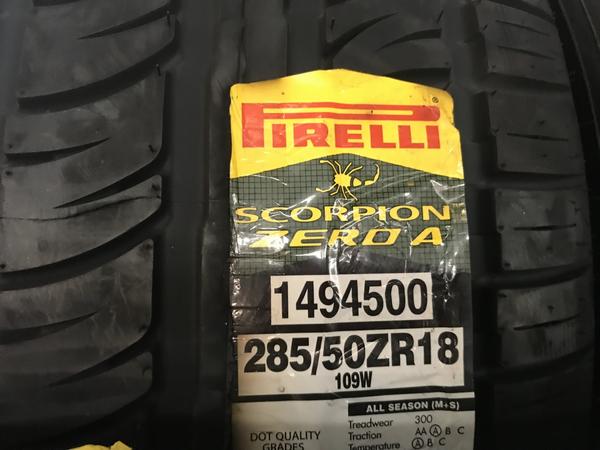 PIRELLI®
SCORPION
ZERO A
1494500
285/50ZR18
109W
ALL SEASON (M+S)
Treadwear 300
DOT QUALITY Traction AA A B C
GRADES Temperature A B C